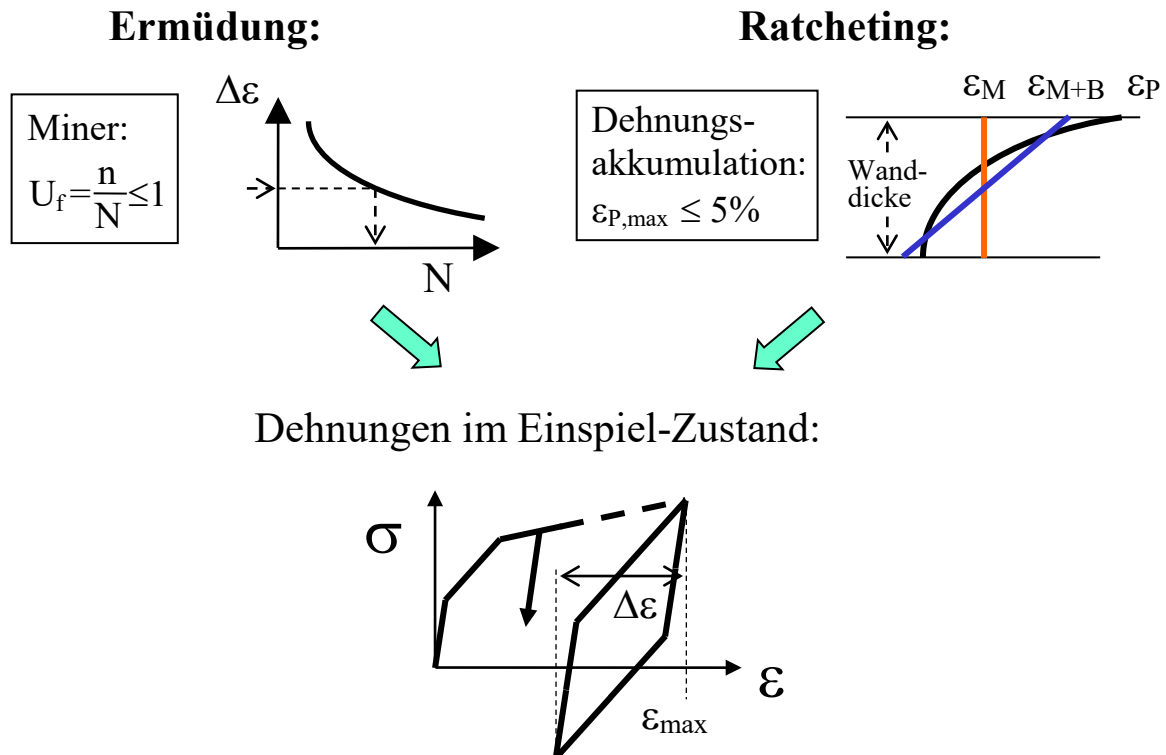 Ermüdung:
Ratcheting:
Miner:
U_f = n/N ≤ 1
Δε
N
Dehnungs-
akkumulation:
ε_P,max ≤ 5%
ε_M ε_M+B ε_P
Wand-
dicke
Dehnungen im Einspiel-Zustand:
σ
Δε
ε
ε_max